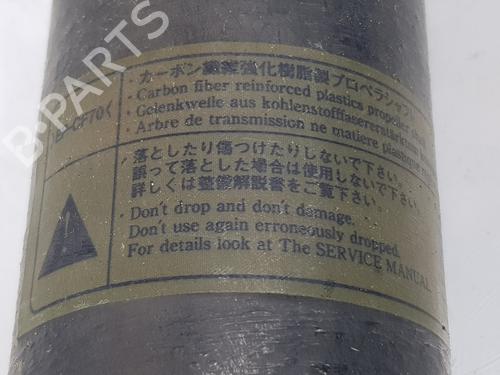 ・カーボン繊維強化樹脂製プロペラシャフト
・Carbon fiber reinforced plastics propeller shaft
・Gelenkwelle aus kohlenstofffaserverstärktem
・Arbre de transmission ne matiere plastique
・落としたり傷つけたりしないで下さい。
誤って落とした場合は使用しないで下さい。
詳しくは整備解説書をご覧下さい。
・Don't drop and don't damage.
Don't use again erroneously dropped.
For details look at The SERVICE MANUAL
B-PARTS